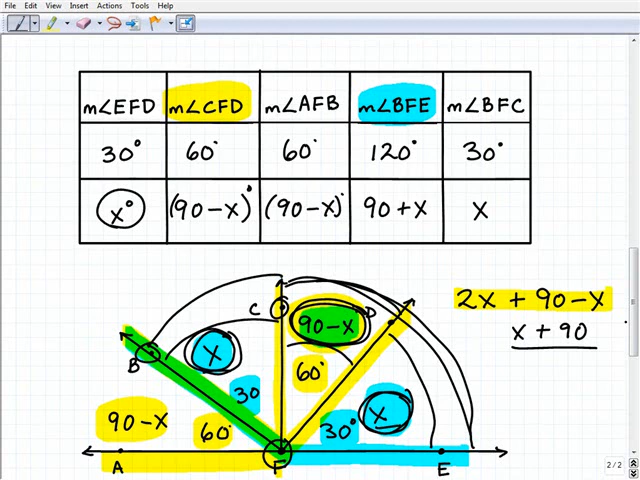 File Edit View Insert Actions Tools Help
m∠EFD m∠CFD m∠AFB m∠BFE m∠BFC
30° 60° 60° 120° 30°
x° (90-x)° (90-x)° 90+x x
C 90-x D
2x + 90-x
x + 90
B x 60°
30 x
90-x 60° 30°
A F E
2/2